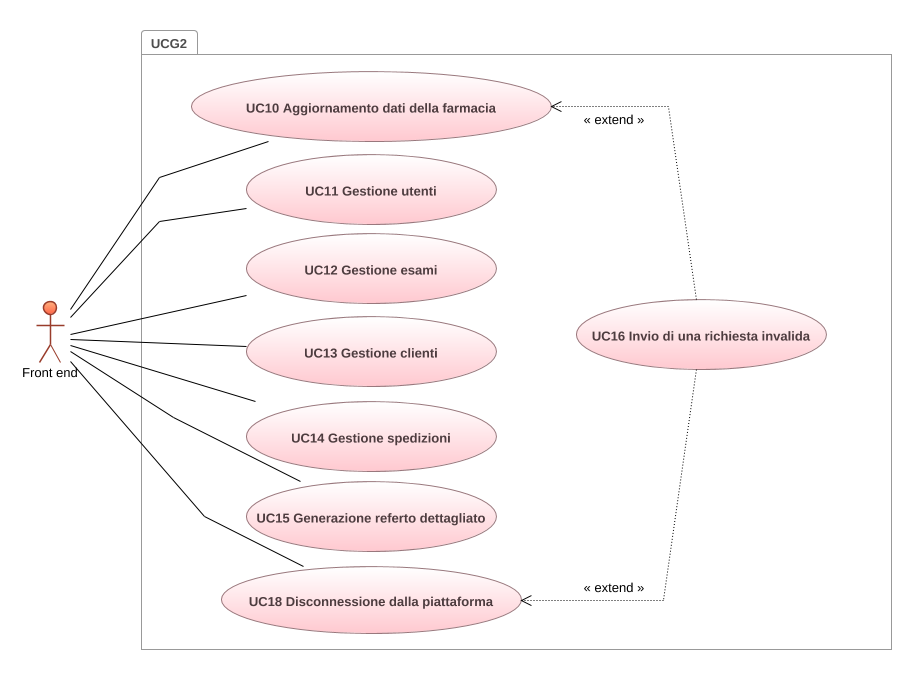 UCG2
UC10 Aggiornamento dati della farmacia
« extend »
UC11 Gestione utenti
UC12 Gestione esami
UC13 Gestione clienti
UC16 Invio di una richiesta invalida
Front end
UC14 Gestione spedizioni
UC15 Generazione referto dettagliato
« extend »
UC18 Disconnessione dalla piattaforma